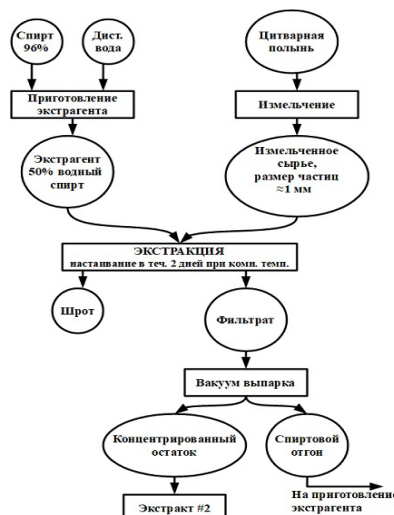 Спирт
96%
Дист.
вода
Цитварная
полынь
Приготовление
экстрагента
Измельчение
Экстрагент
50% водный
спирт
Измельченное
сырье,
размер частиц
≈1 мм
ЭКСТРАКЦИЯ
настаивание в теч. 2 дней при комн. темп.
Шрот
Фильтрат
Вакуум выпарка
Концентрированный
остаток
Спиртовой
отгон
На приготовление
экстрагента
Экстракт #2